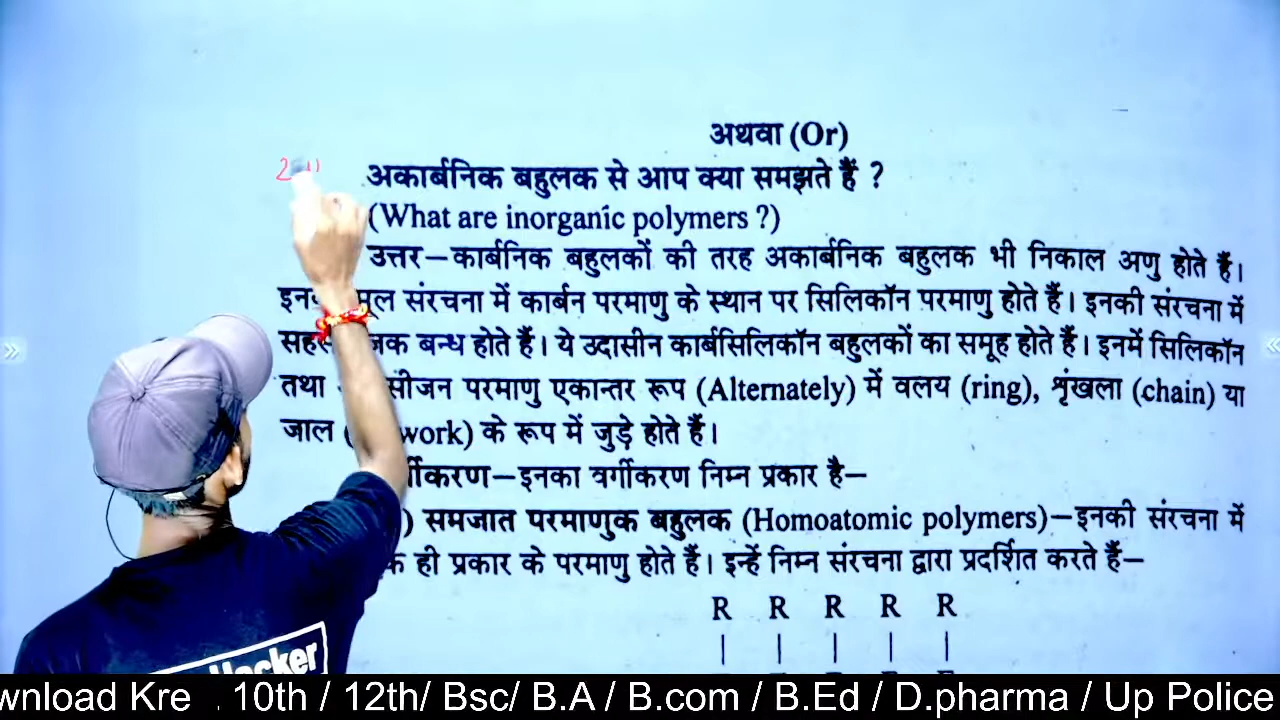 अथवा (Or)
अकार्बनिक बहुलक से आप क्या समझते हैं ?
(What are inorganic polymers ?)
उत्तर–कार्बनिक बहुलकों की तरह अकार्बनिक बहुलक भी निकाल अणु होते हैं।
मूल संरचना में कार्बन परमाणु के स्थान पर सिलिकॉन परमाणु होते हैं। इनकी संरचना में
बन्ध होते हैं। ये उदासीन कार्बसिलिकॉन बहुलकों का समूह होते हैं। इनमें सिलिकॉन
तथा परमाणु एकान्तर रूप (Alternately) में वलय (ring), शृंखला (chain) या
जाल work) के रूप में जुड़े होते हैं।
र्गीकरण–इनका वर्गीकरण निम्न प्रकार है–
) समजात परमाणुक बहुलक (Homoatomic polymers)–इनकी संरचना में
ही प्रकार के परमाणु होते हैं। इन्हें निम्न संरचना द्वारा प्रदर्शित करते हैं–
R R R R R
Hacker
wnload Kre . 10th / 12th/ Bsc/ B.A / B.com / B.Ed / D.pharma / Up Police